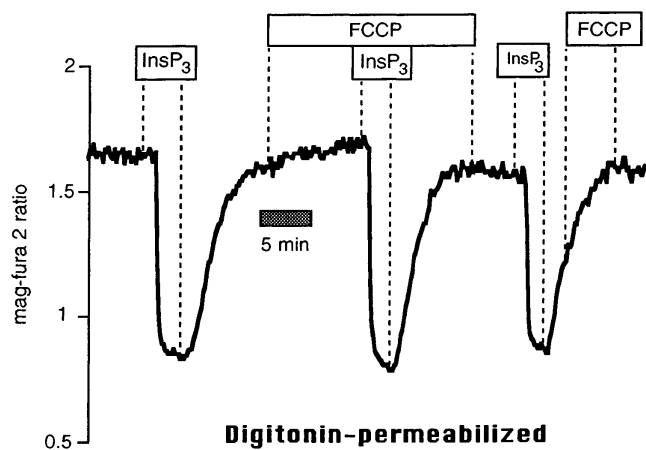 FCCP
FCCP
InsP3
InsP3
InsP3
2
1.5
1
0.5
mag-fura 2 ratio
5 min
Digitonin-permeabilized